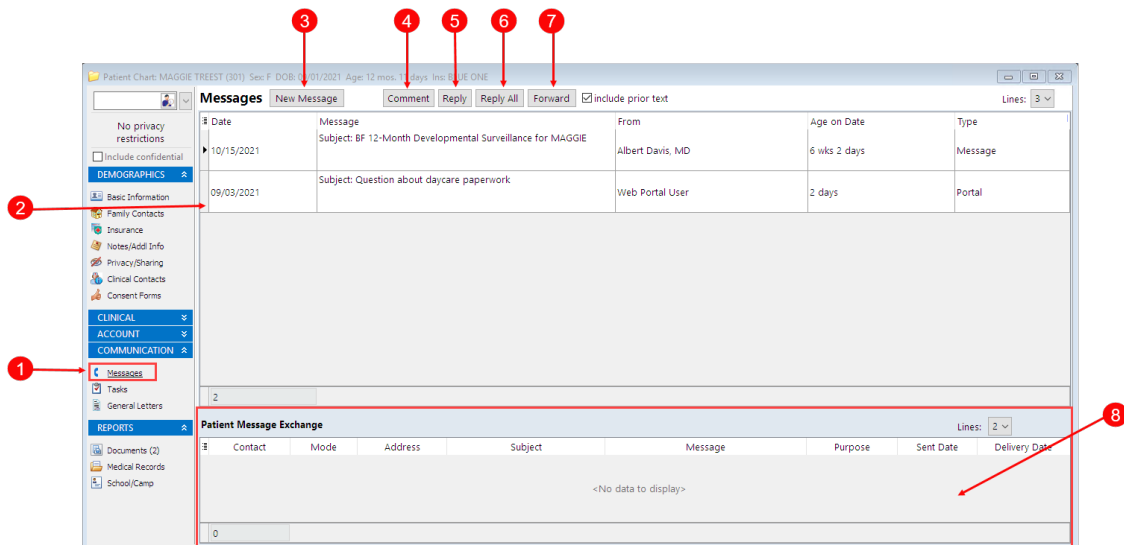 3
4
5
6
7
Patient Chart: MAGGIE TREEST (301) Sex: F DOB: /01/2021 Age: 12 mos. 11 days Ins: BLUE ONE
Messages New Message Comment Reply Reply All Forward include prior text Lines: 3
No privacy
restrictions
Include confidential
DEMOGRAPHICS
Basic Information
Family Contacts
Insurance
Notes/Addl Info
Privacy/Sharing
Clinical Contacts
Consent Forms
CLINICAL
ACCOUNT
COMMUNICATION
Messages
Tasks
General Letters
REPORTS
Documents (2)
Medical Records
School/Camp
2
1
Date Message From Age on Date Type
Subject: BF 12-Month Developmental Surveillance for MAGGIE
10/15/2021 Albert Davis, MD 6 wks 2 days Message
Subject: Question about daycare paperwork
09/03/2021 Web Portal User 2 days Portal
2
Patient Message Exchange Lines: 2
8
Contact Mode Address Subject Message Purpose Sent Date Delivery Date
<No data to display>
0